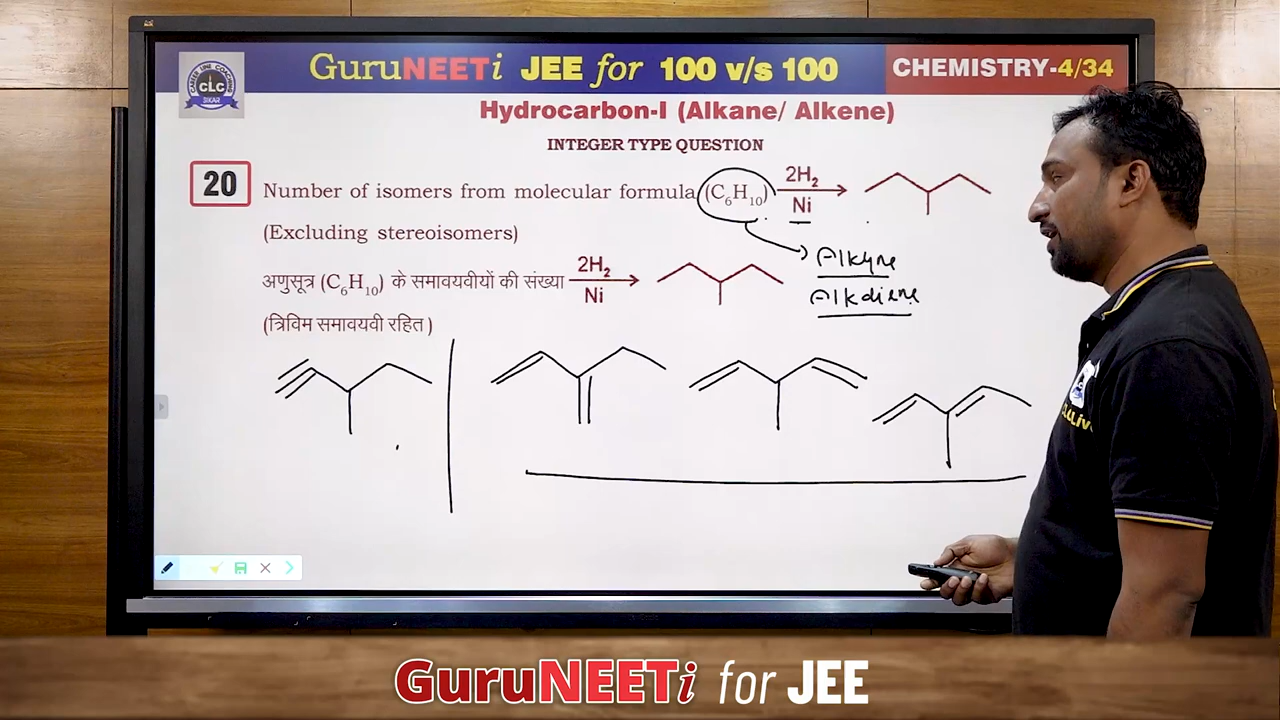 GuruNEETi JEE for 100 v/s 100
CHEMISTRY-4/34
CLC
SIKAR
Hydrocarbon-I (Alkane/ Alkene)
INTEGER TYPE QUESTION
20
Number of isomers from molecular formula (C₆H₁₀) 2H₂ Ni
(Excluding stereoisomers)
Alkyne
Alkdiene
अणुसूत्र (C₆H₁₀) के समावयवीयों की संख्या 2H₂ Ni
(त्रिविम समावयवी रहित)
GuruNEETi for JEE